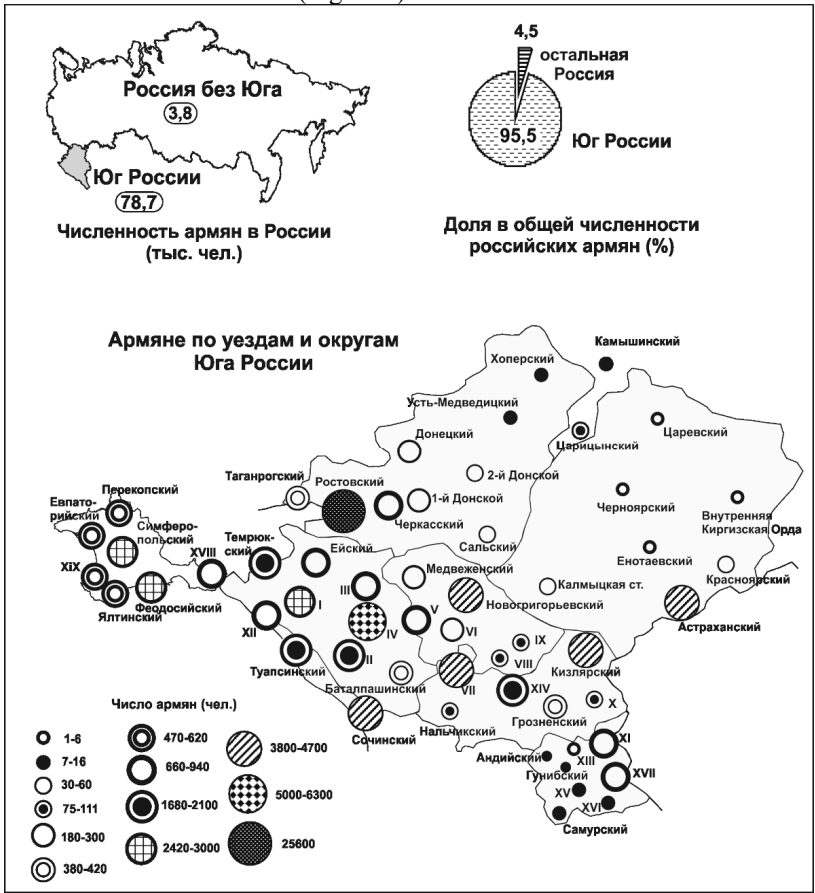 Россия без Юга
3,8
Юг России
78,7
Численность армян в России
(тыс. чел.)
4,5
остальная
Россия
95,5
Юг России
Доля в общей численности
российских армян (%)
Армяне по уездам и округам
Юга России
Камышинский
Хоперский
Усть-Медведицкий
Царицынский
Царевский
Донецкий
2-й Донской
Таганрогский
Ростовский
1-й Донской
Черкасский
Черноярский
Внутренняя
Киргизская Орда
Сальский
Енотаевский
Красноярский
Перекопский
Евпато-
рийский
Симферо-
польский
XVIII
Темрюк-
ский
Ейский
XiX
Ялтинский
Феодосийский
Медвеженский
Новогригорьевский
Калмыцкая ст.
Астраханский
III
I
IV
V
VI
XII
II
Туапсинский
IX
VIII
Кизлярский
Баталпашинский
VII
XIV
X
Грозненский
Сочинский
Нальчикский
Андийский
XI
XIII
Гунибский
XVII
XV
XVI
Самурский
Число армян (чел.)
1-6
7-16
30-60
75-111
180-300
380-420
470-620
660-940
1680-2100
2420-3000
3800-4700
5000-6300
25600